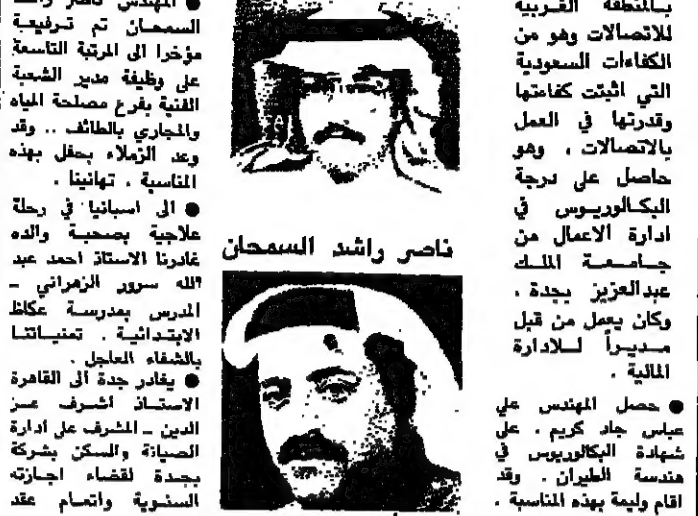 بالمنطقة الغربية
للاتصالات وهو من
الكفاءات السعودية
التي اثبتت كفاءتها
وقدرتها في العمل
بالاتصالات . وهو
حاصل على درجة
البكالوريوس في
ادارة الاعمال من
جامعة الملك
عبدالعزيز بجدة .
وكان يعمل من قبل
مديراً للادارة
المالية .
● حصل المهندس علي
عباس جاد كريم . على
شهادة البكالوريوس في
هندسة الطيران . وقد
اقام وليمة بهذه المناسبة .
ناصر راشد السمحان
● المهندس ناصر راشد
السمحان تم ترفيعه
مؤخرا الى المرتبة التاسعة
على وظيفة مدير الشعبة
الفنية بفرع مصلحة المياه
والمجاري بالطائف .. وقد
وعد الزملاء بحفل بهذه
المناسبة . تهانينا .
● الى اسبانيا في رحلة
علاجية بصحبة والده
غادرنا الاستاذ احمد عبد
الله سرور الزهراني ــ
المدرس بمدرسة عكاظ
الابتدائية . تمنياتنا
بالشفاء العاجل .
● يغادر جدة الى القاهرة
الاستاذ اشرف عز
الدين ــ المشرف على ادارة
الصيانة والسكن بشركة
بجدة لقضاء اجازته
السنوية واتمام عقد